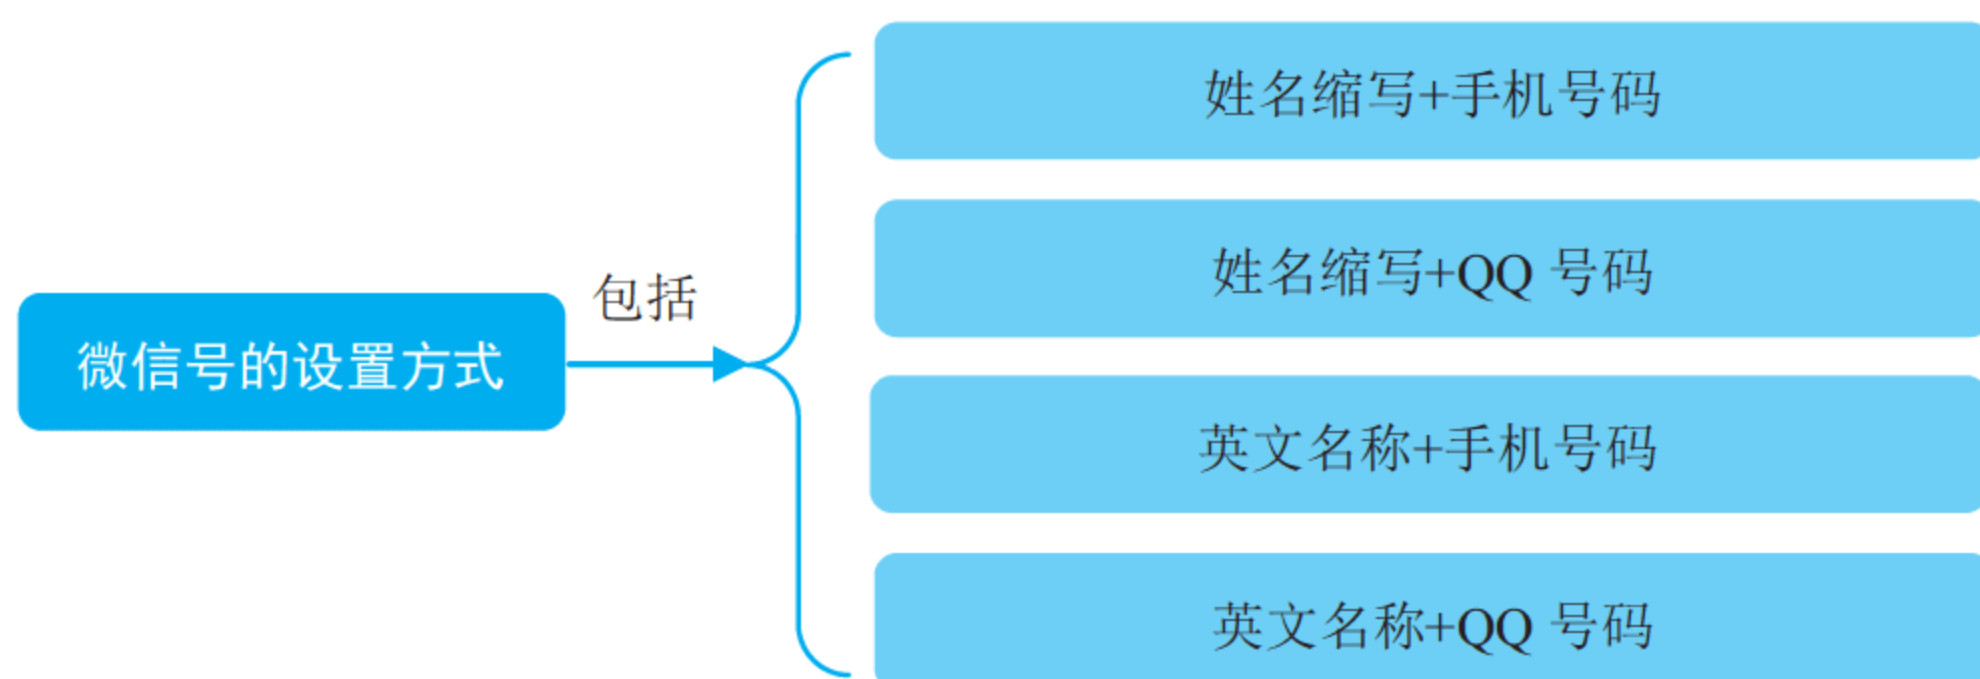 微信号的设置方式
包括
姓名缩写+手机号码
姓名缩写+QQ 号码
英文名称+手机号码
英文名称+QQ 号码